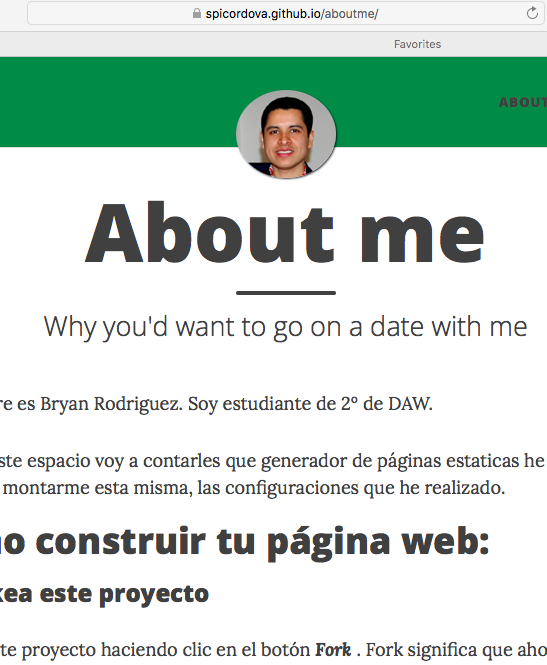 spicordova.github.io/aboutme/
Favorites
ABOUT
About me
Why you'd want to go on a date with me
re es Bryan Rodriguez. Soy estudiante de 2º de DAW.
ste espacio voy a contarles que generador de páginas estaticas he
montarme esta misma, las configuraciones que he realizado.
o construir tu página web:
kea este proyecto
te proyecto haciendo clic en el botón Fork . Fork significa que aho